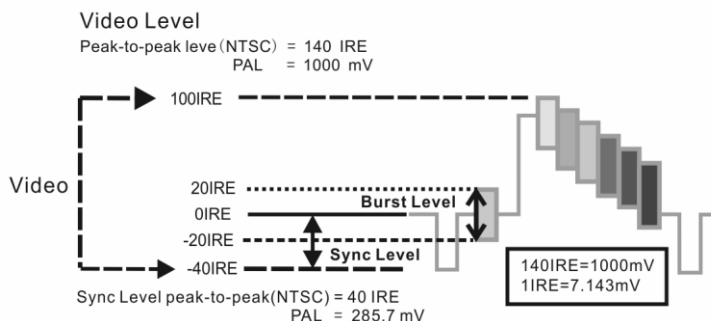 Video Level
Peak-to-peak leve(NTSC) = 140 IRE
PAL = 1000 mV
100IRE
Video
20IRE
Burst Level
0IRE
-20IRE
Sync Level
-40IRE
140IRE=1000mV
1IRE=7.143mV
Sync Level peak-to-peak(NTSC) = 40 IRE
PAL = 285.7 mV